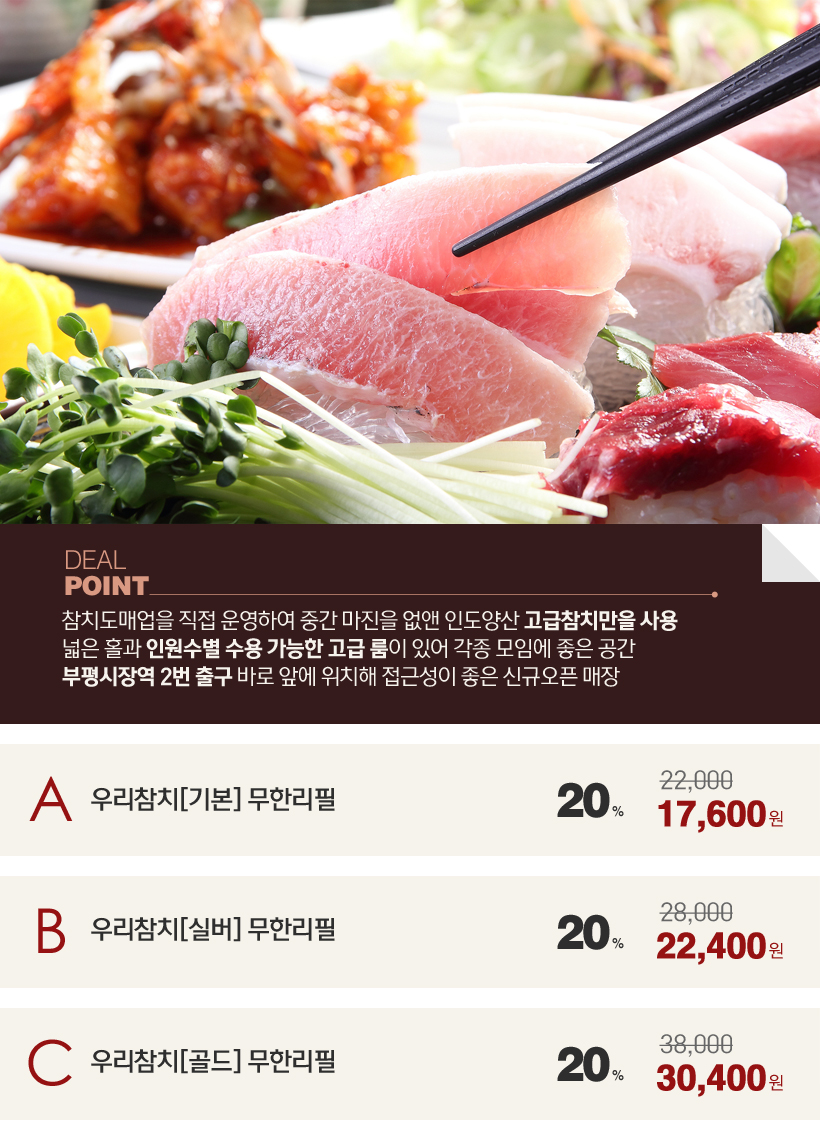 DEAL
POINT
참치도매업을 직접 운영하여 중간 마진을 없앤 인도양산 고급참치만을 사용
넓은 홀과 인원수별 수용 가능한 고급 룸이 있어 각종 모임에 좋은 공간
부평시장역 2번 출구 바로 앞에 위치해 접근성이 좋은 신규오픈 매장
A 우리참치[기본] 무한리필 20% 22,000
17,600원
B 우리참치[실버] 무한리필 20% 28,000
22,400원
C 우리참치[골드] 무한리필 20% 38,000
30,400원